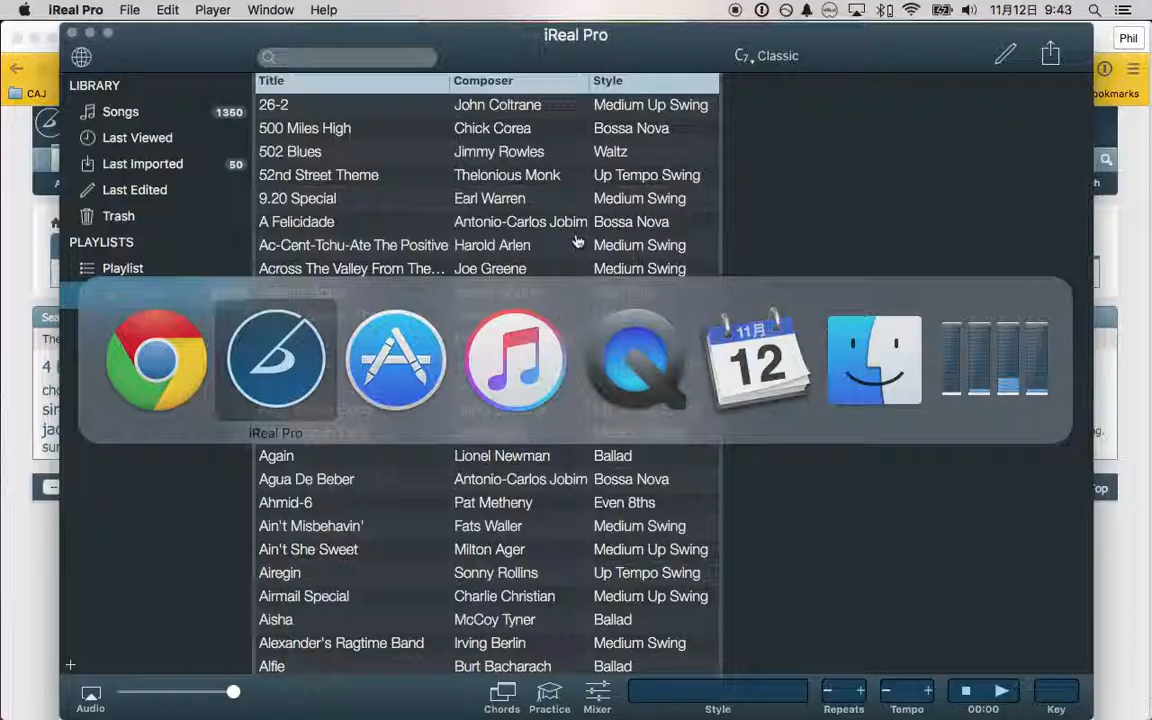 iReal Pro File Edit Player Window Help 11月12日 9:43
iReal Pro
Phil
C7, Classic
CAJ
ookmarks
LIBRARY
Songs 1350
Last Viewed
Last Imported 50
Last Edited
Trash
PLAYLISTS
Playlist
Title Composer Style
26-2 John Coltrane Medium Up Swing
500 Miles High Chick Corea Bossa Nova
502 Blues Jimmy Rowles Waltz
52nd Street Theme Thelonious Monk Up Tempo Swing
9.20 Special Earl Warren Medium Swing
A Felicidade Antonio-Carlos Jobim Bossa Nova
Ac-Cent-Tchu-Ate The Positive Harold Arlen Medium Swing
Across The Valley From The... Joe Greene Medium Swing
11月
12
iReal Pro
Again Lionel Newman Ballad
Agua De Beber Antonio-Carlos Jobim Bossa Nova
Ahmid-6 Pat Metheny Even 8ths
Ain't Misbehavin' Fats Waller Medium Swing
Ain't She Sweet Milton Ager Medium Up Swing
Airegin Sonny Rollins Up Tempo Swing
Airmail Special Charlie Christian Medium Up Swing
Aisha McCoy Tyner Ballad
Alexander's Ragtime Band Irving Berlin Medium Swing
Alfie Burt Bacharach Ballad
Audio Chords Practice Mixer Style Repeats Tempo 00:00 Key